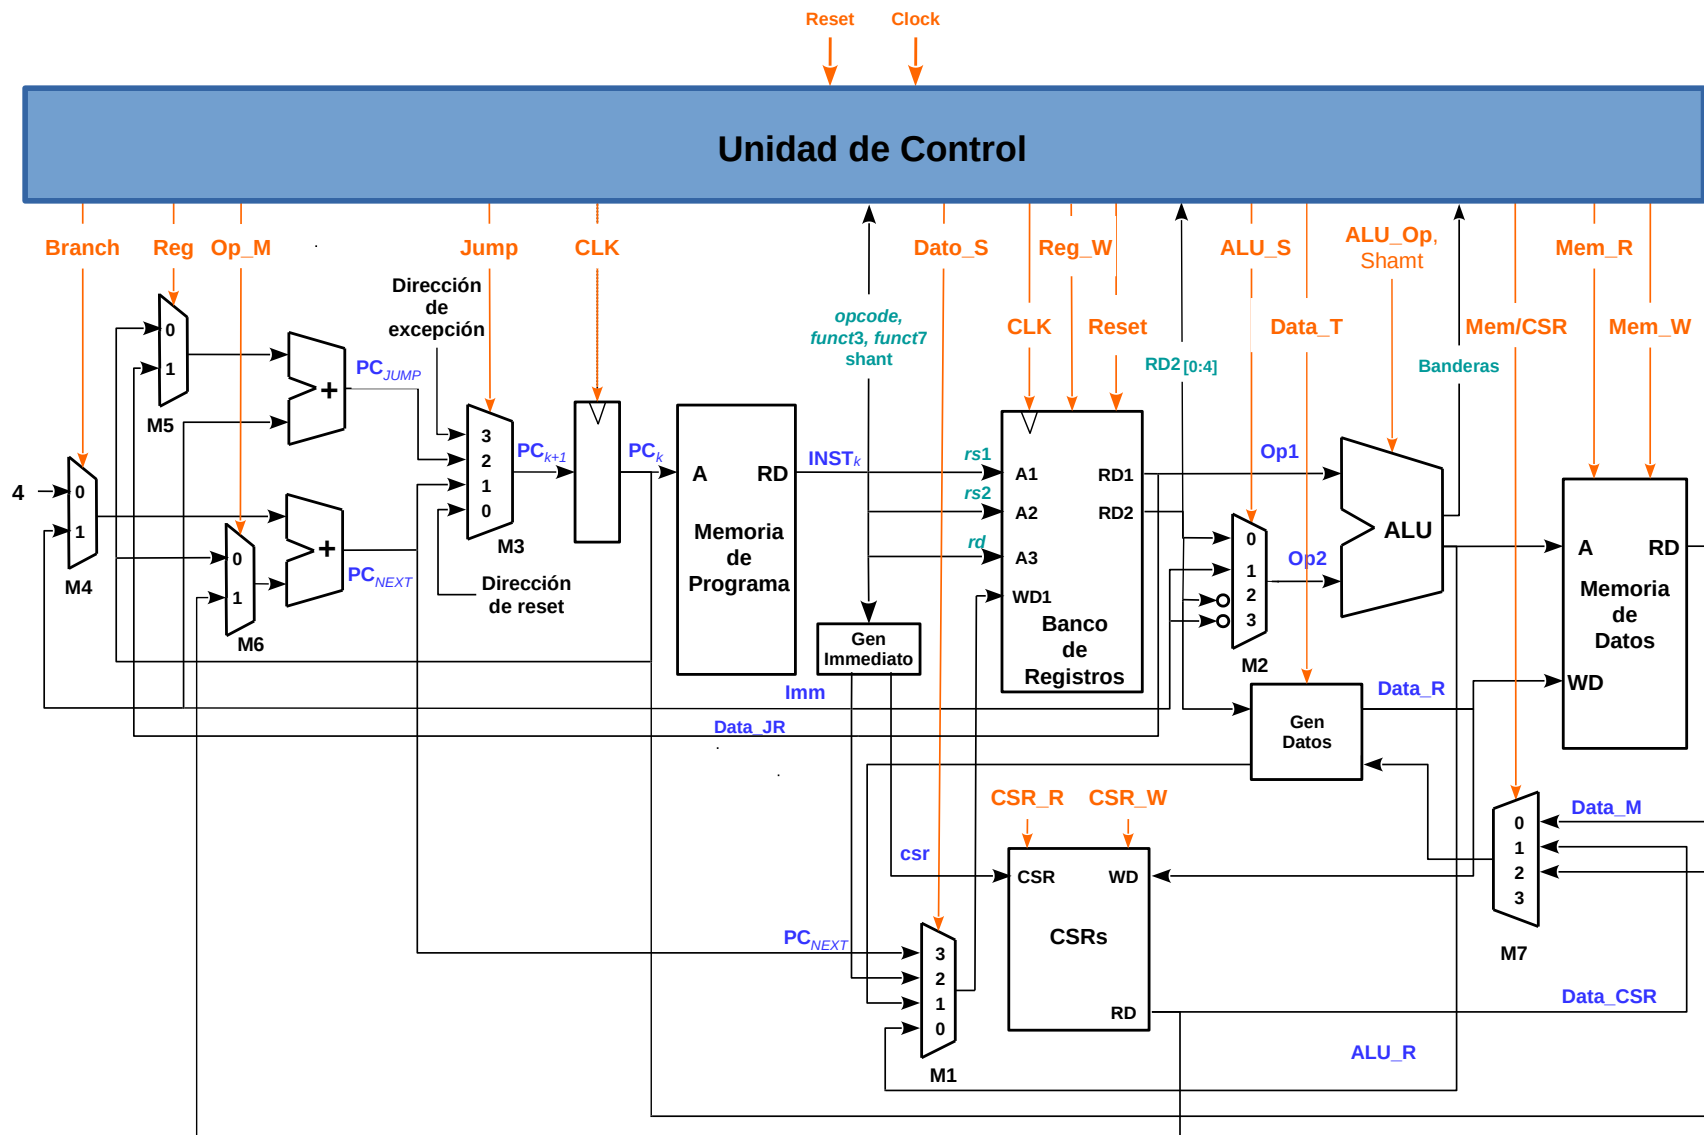 Reset Clock
Unidad de Control
Branch Reg Op_M Jump CLK Dato_S Reg_W ALU_S ALU_Op, Mem_R
Shamt
Dirección
de
excepción
opcode,
funct3, funct7
shant
CLK Reset Data_T Mem/CSR Mem_W
RD2 [0:4]
Banderas
0
1
M5
+
PCJUMP
3
2
1
0
M3
PCk+1
PCk
A RD
Memoria
de
Programa
INSTk
rs1
rs2
rd
A1 RD1
A2 RD2
A3
WD1
Banco
de
Registros
Op1
0
1
2
3
M2
Op2
ALU
A RD
Memoria
de
Datos
WD
4
0
1
M4
0
1
M6
+
PCNEXT
Dirección
de reset
Gen
Immediato
Imm
Data_JR
Gen
Datos
Data_R
CSR_R CSR_W
csr
CSR WD
CSRs
RD
Data_M
0
1
2
3
M7
PCNEXT
3
2
1
0
M1
Data_CSR
ALU_R